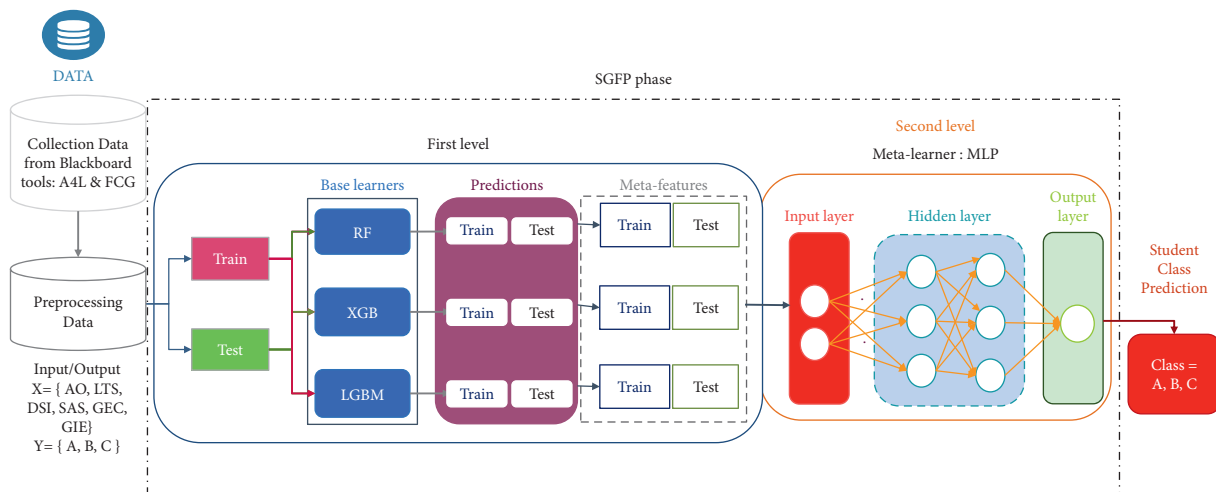 DATA
Collection Data
from Blackboard
tools: A4L & FCG
Preprocessing
Data
Input/Output
X= { AO, LTS,
DSI, SAS, GEC,
GIE}
Y= { A, B, C }
SGFP phase
First level
Train
Test
Base learners
RF
XGB
LGBM
Predictions
Train
Test
Train
Test
Train
Test
Meta-features
Train
Test
Train
Test
Train
Test
Second level
Meta-learner : MLP
Input layer
Hidden layer
Output
layer
Student
Class
Prediction
Class =
A, B, C